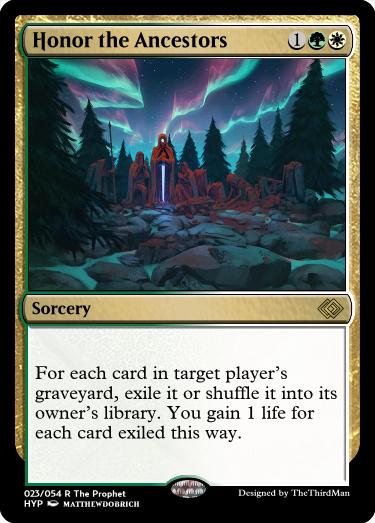 Honor the Ancestors 1
Sorcery
For each card in target player's
graveyard, exile it or shuffle it into its
owner's library. You gain 1 life for
each card exiled this way.
023/054 R The Prophet
HYP MATTHEWDOBRICH
Designed by TheThirdMan